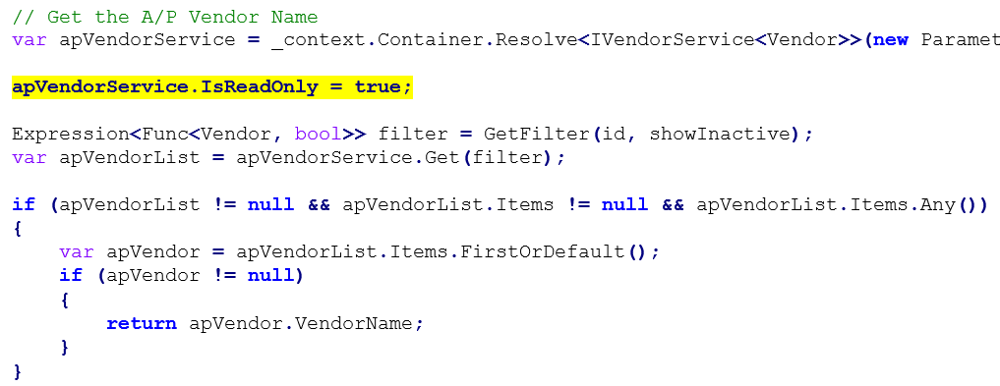 // Get the A/P Vendor Name
var apVendorService = _context.Container.Resolve<IVendorService<Vendor>>(new Paramet
apVendorService.IsReadOnly = true;
Expression<Func<Vendor, bool>> filter = GetFilter(id, showInactive);
var apVendorList = apVendorService.Get(filter);
if (apVendorList != null && apVendorList.Items != null && apVendorList.Items.Any())
{
    var apVendor = apVendorList.Items.FirstOrDefault();
    if (apVendor != null)
    {
        return apVendor.VendorName;
    }
}